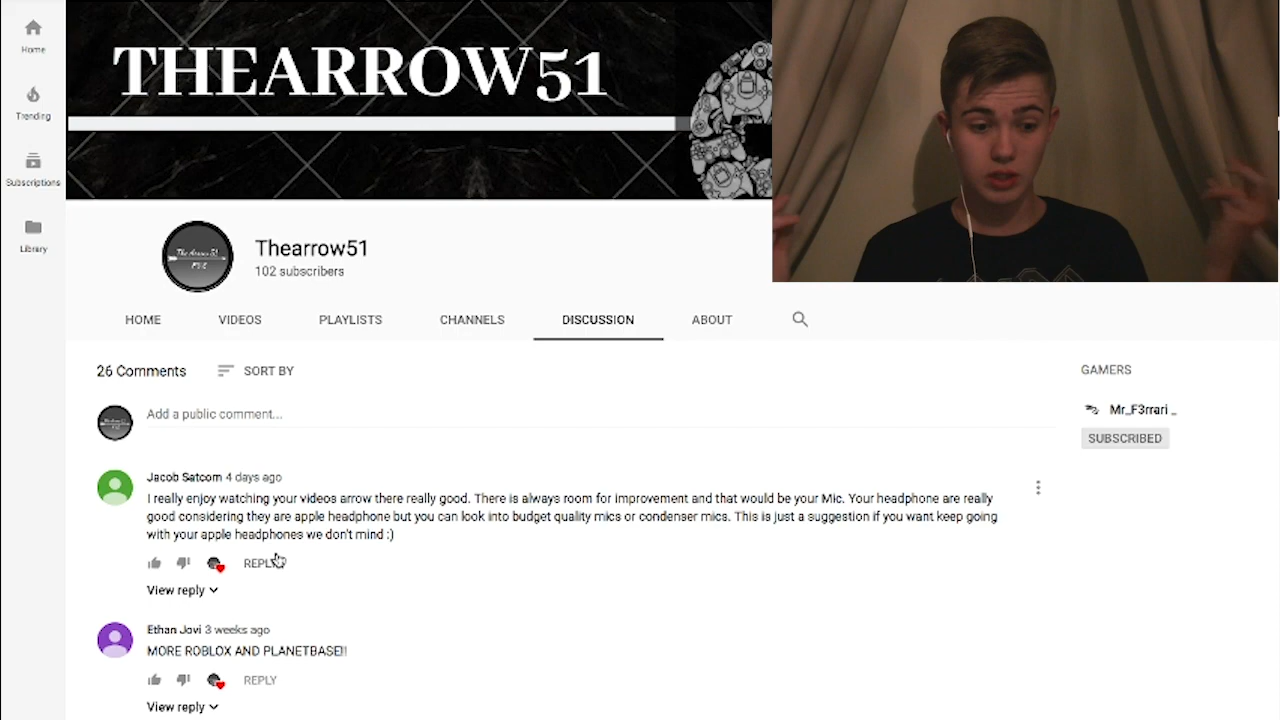 Home
Trending
Subscriptions
Library
THEARROW51
The Arrow 51
Thearrow51
102 subscribers
HOME VIDEOS PLAYLISTS CHANNELS DISCUSSION ABOUT
26 Comments SORT BY
GAMERS
Mr_F3rrari _
SUBSCRIBED
Add a public comment...
Jacob Satcom 4 days ago
I really enjoy watching your videos arrow there really good. There is always room for improvement and that would be your Mic. Your headphone are really
good considering they are apple headphone but you can look into budget quality mics or condenser mics. This is just a suggestion if you want keep going
with your apple headphones we don't mind :)
REPLY
View reply
Ethan Jovi 3 weeks ago
MORE ROBLOX AND PLANETBASE!!
REPLY
View reply